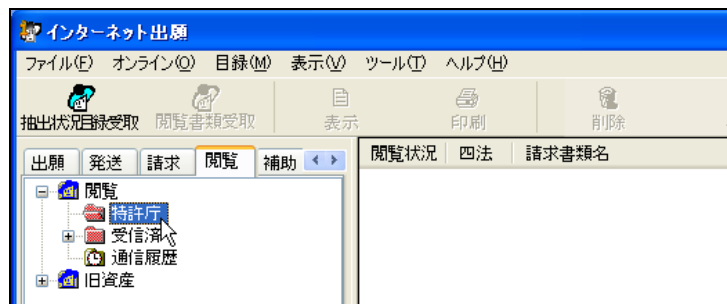 インターネット出願
ファイル(F) オンライン(O) 目録(M) 表示(V) ツール(T) ヘルプ(H)
抽出状況目録受取 閲覧書類受取 表示 印刷 削除
出願 発送 請求 閲覧 補助
閲覧状況 四法 請求書類名
閲覧
特許庁
受信済
通信履歴
旧資産